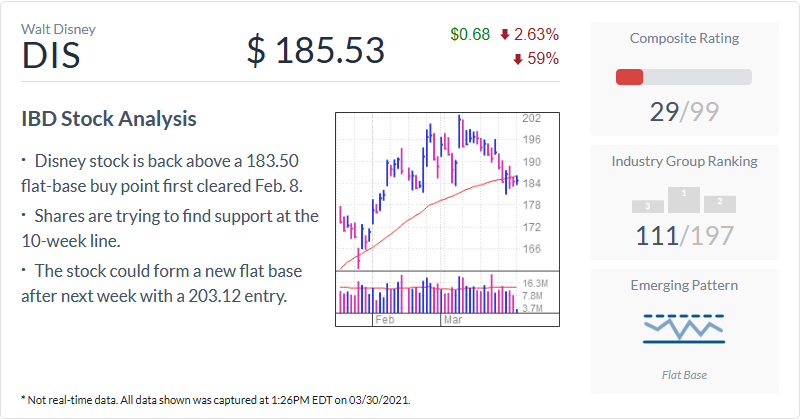 Walt Disney
DIS
$ 185.53
$0.68 2.63%
59%
IBD Stock Analysis
· Disney stock is back above a 183.50
flat-base buy point first cleared Feb. 8.
· Shares are trying to find support at the
10-week line.
· The stock could form a new flat base
after next week with a 203.12 entry.
202
196
190
184
178
172
166
16.3M
7.8M
3.7M
Feb Mar
Composite Rating
29/99
Industry Group Ranking
3 1 2
111/197
Emerging Pattern
Flat Base
* Not real-time data. All data shown was captured at 1:26PM EDT on 03/30/2021.